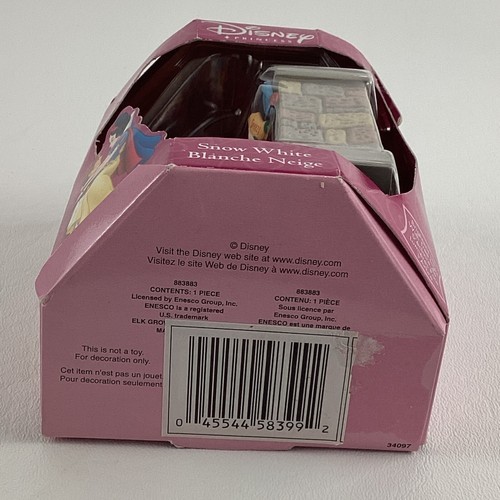 Disney
PRINCESS
Snow White
Blanche Neige
© Disney
Visit the Disney web site at www.disney.com
Visitez le site Web de Disney à www.disney.com
883883
CONTENTS: 1 PIECE
Licensed by Enesco Group, Inc.
ENESCO is a registered
U.S. trademark
ELK GRO
883883
CONTENU: 1 PIÈCE
Sous licence par
Enesco Group, Inc.
ENESCO est une marque de
This is not a toy.
For decoration only.
Cet item n'est pas un jouet
Pour décoration seulement
0 45544 58399 2
34097